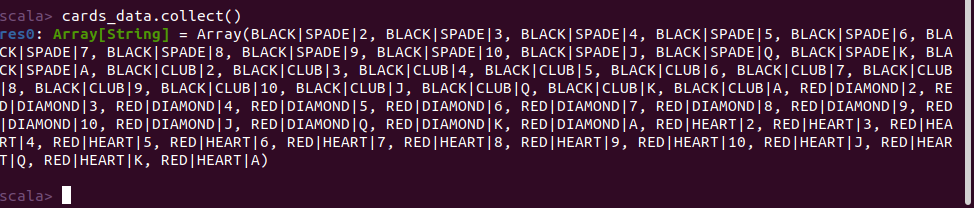 scala> cards_data.collect()
res0: Array[String] = Array(BLACK|SPADE|2, BLACK|SPADE|3, BLACK|SPADE|4, BLACK|SPADE|5, BLACK|SPADE|6, BLA
CK|SPADE|7, BLACK|SPADE|8, BLACK|SPADE|9, BLACK|SPADE|10, BLACK|SPADE|J, BLACK|SPADE|Q, BLACK|SPADE|K, BLA
CK|SPADE|A, BLACK|CLUB|2, BLACK|CLUB|3, BLACK|CLUB|4, BLACK|CLUB|5, BLACK|CLUB|6, BLACK|CLUB|7, BLACK|CLUB
|8, BLACK|CLUB|9, BLACK|CLUB|10, BLACK|CLUB|J, BLACK|CLUB|Q, BLACK|CLUB|K, BLACK|CLUB|A, RED|DIAMOND|2, RE
D|DIAMOND|3, RED|DIAMOND|4, RED|DIAMOND|5, RED|DIAMOND|6, RED|DIAMOND|7, RED|DIAMOND|8, RED|DIAMOND|9, RED
|DIAMOND|10, RED|DIAMOND|J, RED|DIAMOND|Q, RED|DIAMOND|K, RED|DIAMOND|A, RED|HEART|2, RED|HEART|3, RED|HEA
RT|4, RED|HEART|5, RED|HEART|6, RED|HEART|7, RED|HEART|8, RED|HEART|9, RED|HEART|10, RED|HEART|J, RED|HEAR
T|Q, RED|HEART|K, RED|HEART|A)
scala>